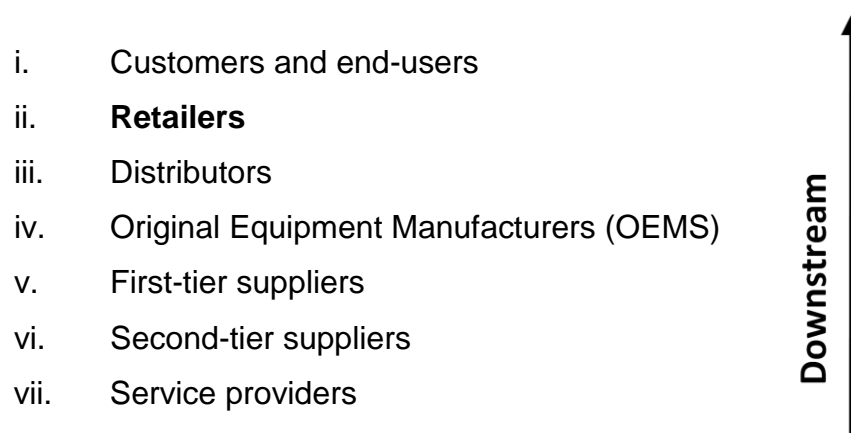 i. Customers and end-users
ii. Retailers
iii. Distributors
iv. Original Equipment Manufacturers (OEMS)
v. First-tier suppliers
vi. Second-tier suppliers
vii. Service providers
Downstream